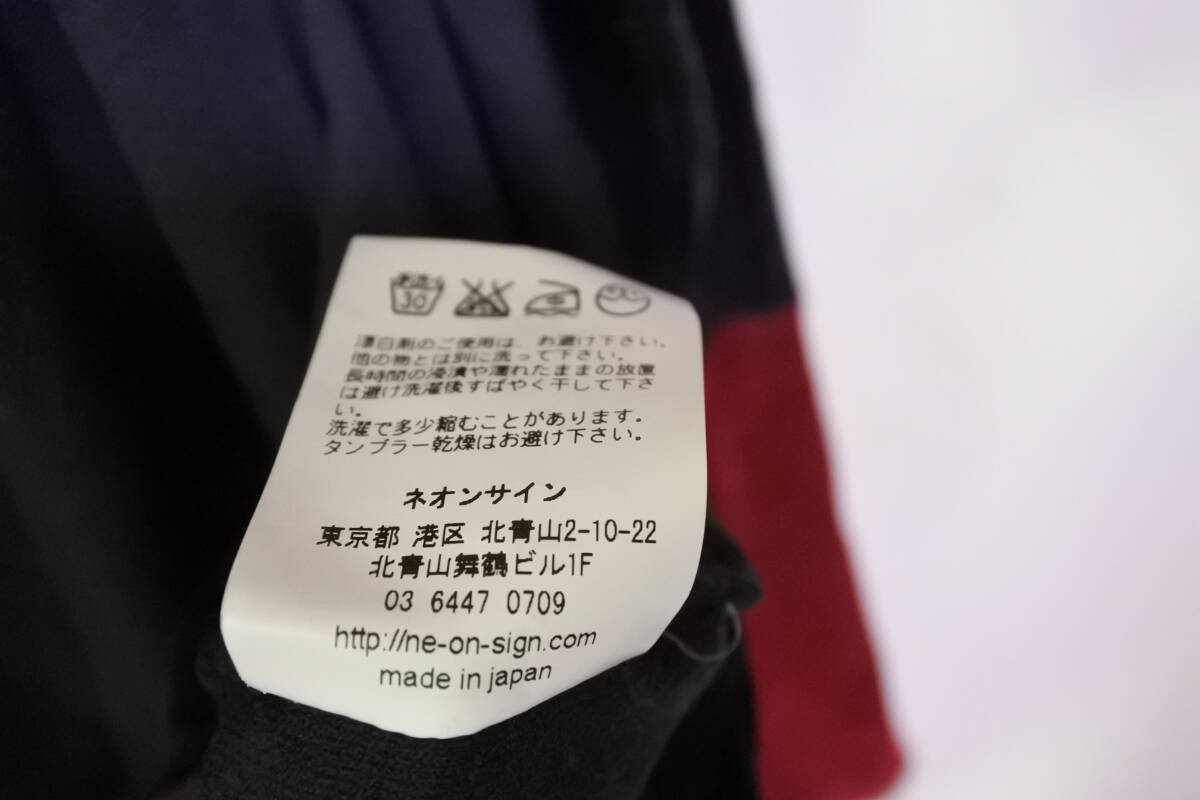 30
漂白剤のご使用は、お避け下さい。
他の物とは別に洗って下さい。
長時間の浸漬や濡れたままの放置
は避け洗濯後すばやく干して下さ
い。
洗濯で多少縮むことがあります。
タンブラー乾燥はお避け下さい。
ネオンサイン
東京都 港区 北青山2-10-22
北青山舞鶴ビル1F
03 6447 0709
http://ne-on-sign.com
made in japan